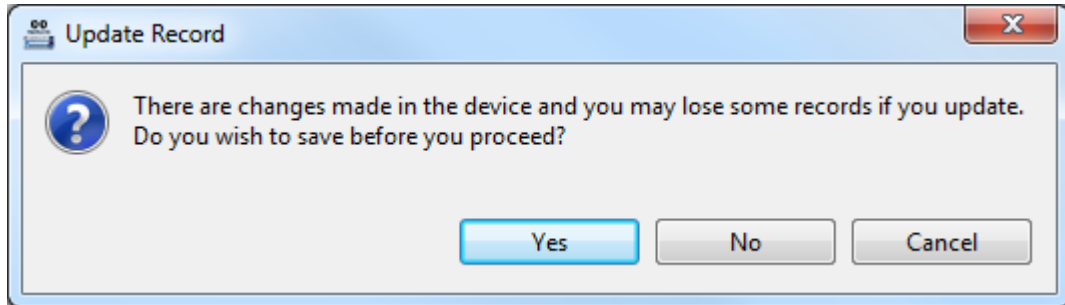 Update Record
There are changes made in the device and you may lose some records if you update.
Do you wish to save before you proceed?
Yes No Cancel